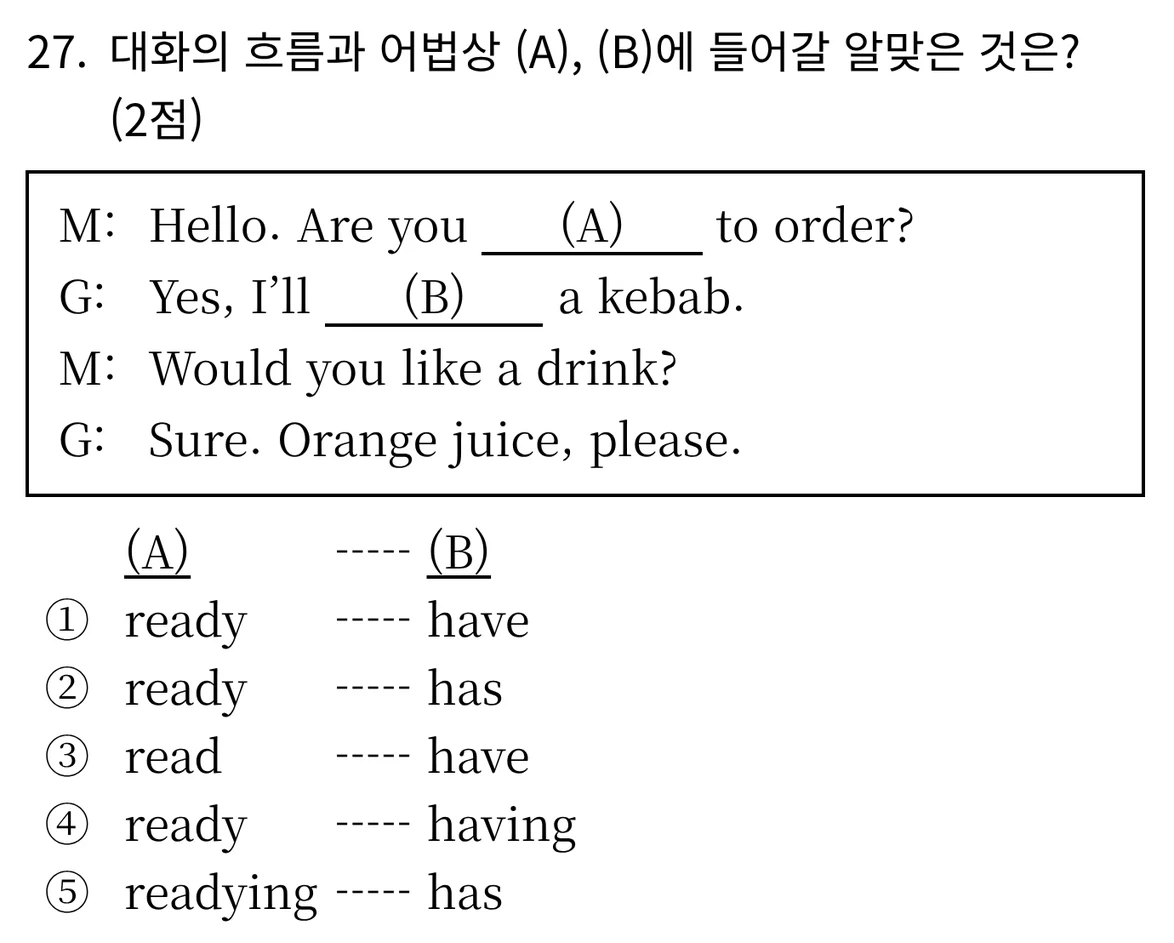 27. 대화의 흐름과 어법상 (A), (B)에 들어갈 알맞은 것은?
(2점)
M: Hello. Are you (A) to order?
G: Yes, I’ll (B) a kebab.
M: Would you like a drink?
G: Sure. Orange juice, please.
(A) ----- (B)
① ready ----- have
② ready ----- has
③ read ----- have
④ ready ----- having
⑤ readying ----- has